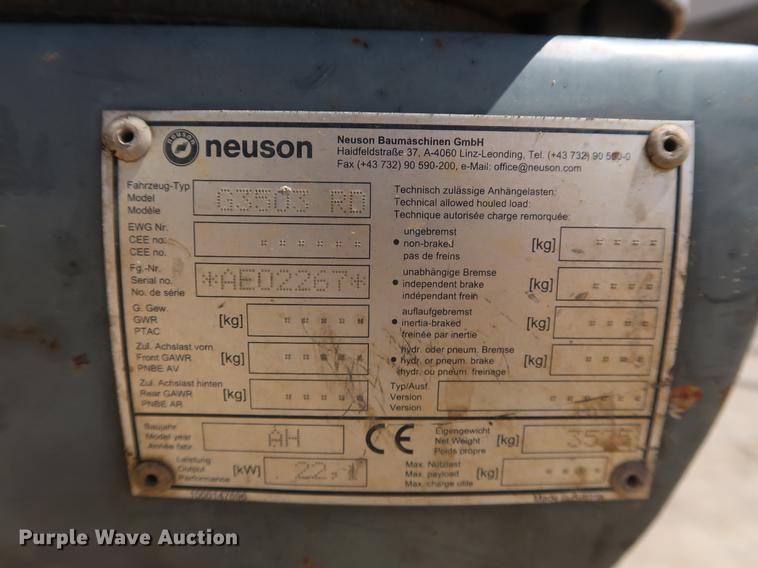 neuson
neuson
Neuson Baumaschinen GmbH
Haidfeldstraße 37, A-4060 Linz-Leonding, Tel. (+43 732) 90 590-0
Fax (+43 732) 90 590-200, e-Mail: office@neuson.com
Fahrzeug-Typ
Model
Modèle
G3503 RD
EWG Nr.
CEE no.
CEE no.
Fg.-Nr.
Serial no.
No. de série
*AE02267*
G. Gew.
GWR
PTAC
[kg]
Zul. Achslast vorn
Front GAWR
PNBE AV
[kg]
Zul. Achslast hinten
Rear GAWR
PNBE AR
[kg]
Technisch zulässige Anhängelasten:
Technical allowed houled load:
Technique autorisée charge remorquée:
ungebremst
• non-braked
pas de freins
[kg]
unabhängige Bremse
• independent brake
indépendant frein
[kg]
auflaufgebremst
• inertia-braked
freinée par inertie
[kg]
hydr. oder pneum. Bremse
• hydr. or pneum. brake
hydr. ou pneum. freinage
[kg]
Typ/Ausf.
Version
Version
Baujahr
Model year
Année fabr.
AH
Leistung
Output
Performance
[kW]
22,1
CE
Eigengewicht
Net Weight
Poids propre
[kg]
Max. Nutzlast
Max. payload
Max. charge utile
[kg]
1000147696
Made in Austria
Purple Wave Auction